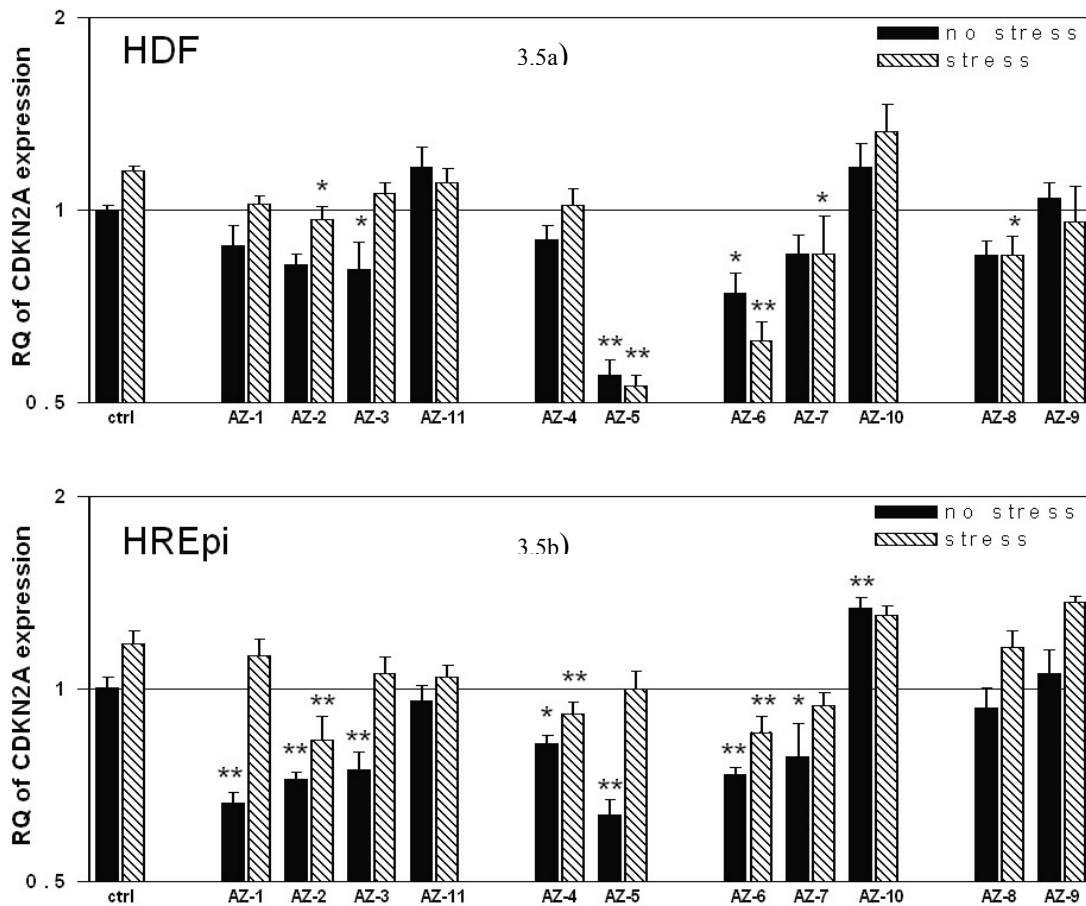 2
HDF
3.5a)
no stress
stress
RQ of CDKN2A expression
* * * * ** ** * ** * *
1
0.5
ctrl AZ-1 AZ-2 AZ-3 AZ-11 AZ-4 AZ-5 AZ-6 AZ-7 AZ-10 AZ-8 AZ-9
2
HREpi
3.5b)
no stress
stress
RQ of CDKN2A expression
** ** ** ** * ** ** ** ** * **
1
0.5
ctrl AZ-1 AZ-2 AZ-3 AZ-11 AZ-4 AZ-5 AZ-6 AZ-7 AZ-10 AZ-8 AZ-9